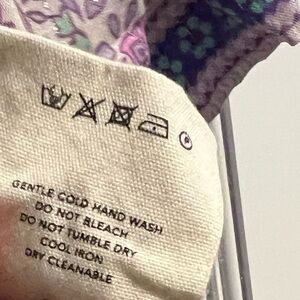 GENTLE COLD HAND WASH
DO NOT BLEACH
DO NOT TUMBLE DRY
COOL IRON
DRY CLEANABLE